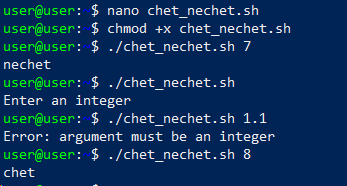 user@user: $ nano chet_nechet.sh
user@user: $ chmod +x chet_nechet.sh
user@user: $ ./chet_nechet.sh 7
nechet
user@user: $ ./chet_nechet.sh
Enter an integer
user@user: $ ./chet_nechet.sh 1.1
Error: argument must be an integer
user@user: $ ./chet_nechet.sh 8
chet